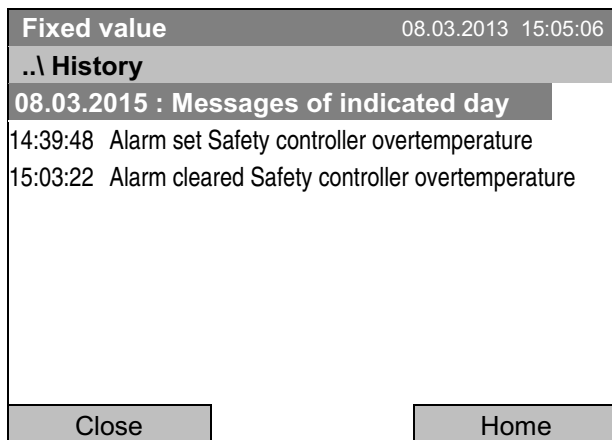 Fixed value 08.03.2013 15:05:06
..\ History
08.03.2015 : Messages of indicated day
14:39:48 Alarm set Safety controller overtemperature
15:03:22 Alarm cleared Safety controller overtemperature
Close Home